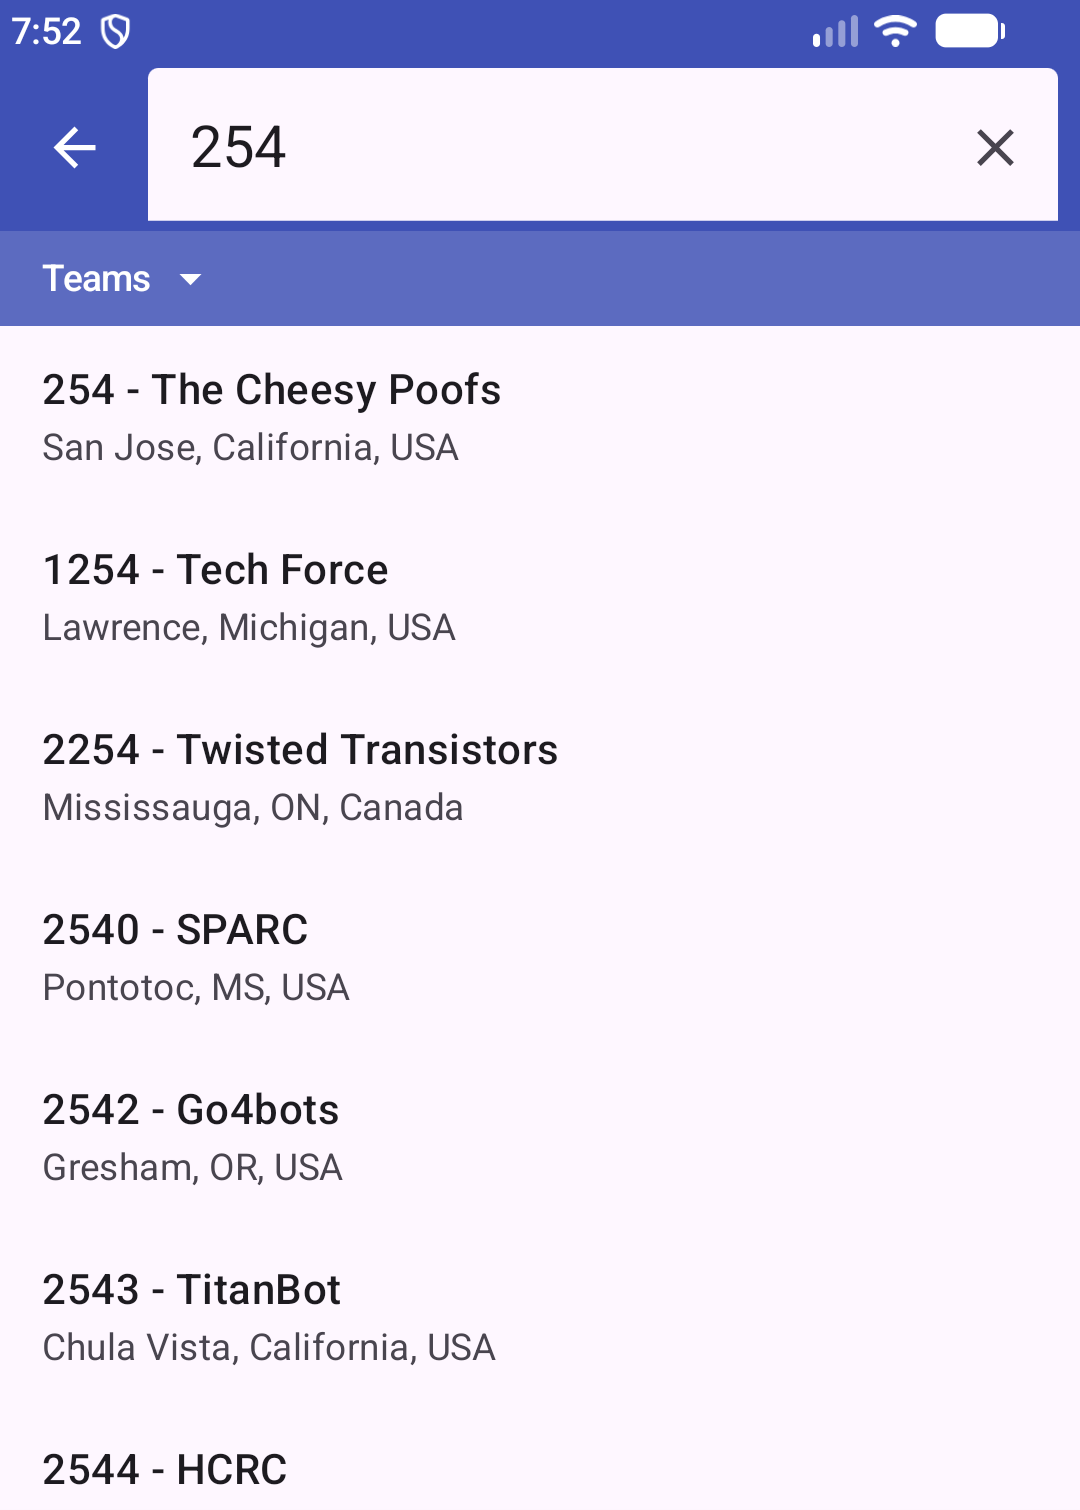 7:52
254
Teams
254 - The Cheesy Poofs
San Jose, California, USA
1254 - Tech Force
Lawrence, Michigan, USA
2254 - Twisted Transistors
Mississauga, ON, Canada
2540 - SPARC
Pontotoc, MS, USA
2542 - Go4bots
Gresham, OR, USA
2543 - TitanBot
Chula Vista, California, USA
2544 - HCRC